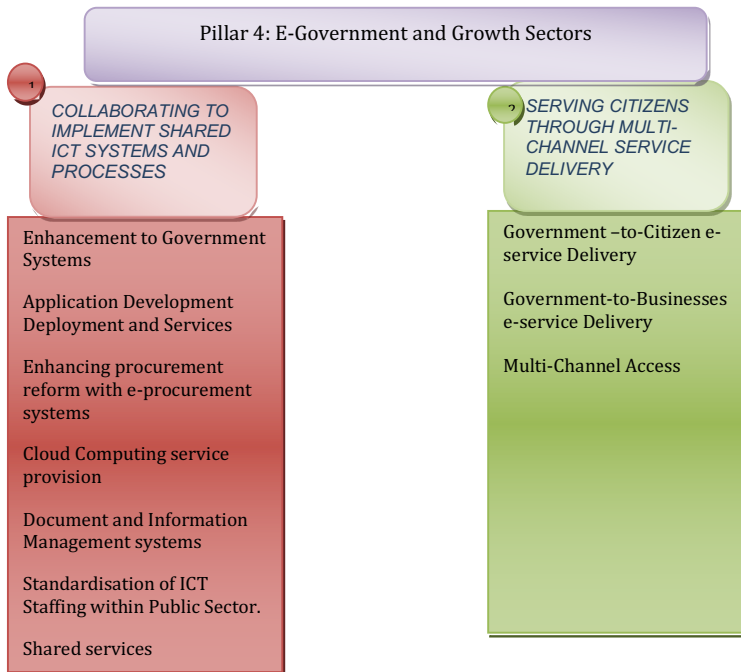 Pillar 4: E-Government and Growth Sectors
1
COLLABORATING TO
IMPLEMENT SHARED
ICT SYSTEMS AND
PROCESSES
Enhancement to Government
Systems
Application Development
Deployment and Services
Enhancing procurement
reform with e-procurement
systems
Cloud Computing service
provision
Document and Information
Management systems
Standardisation of ICT
Staffing within Public Sector.
Shared services
2
SERVING CITIZENS
THROUGH MULTI-
CHANNEL SERVICE
DELIVERY
Government –to-Citizen e-
service Delivery
Government-to-Businesses
e-service Delivery
Multi-Channel Access